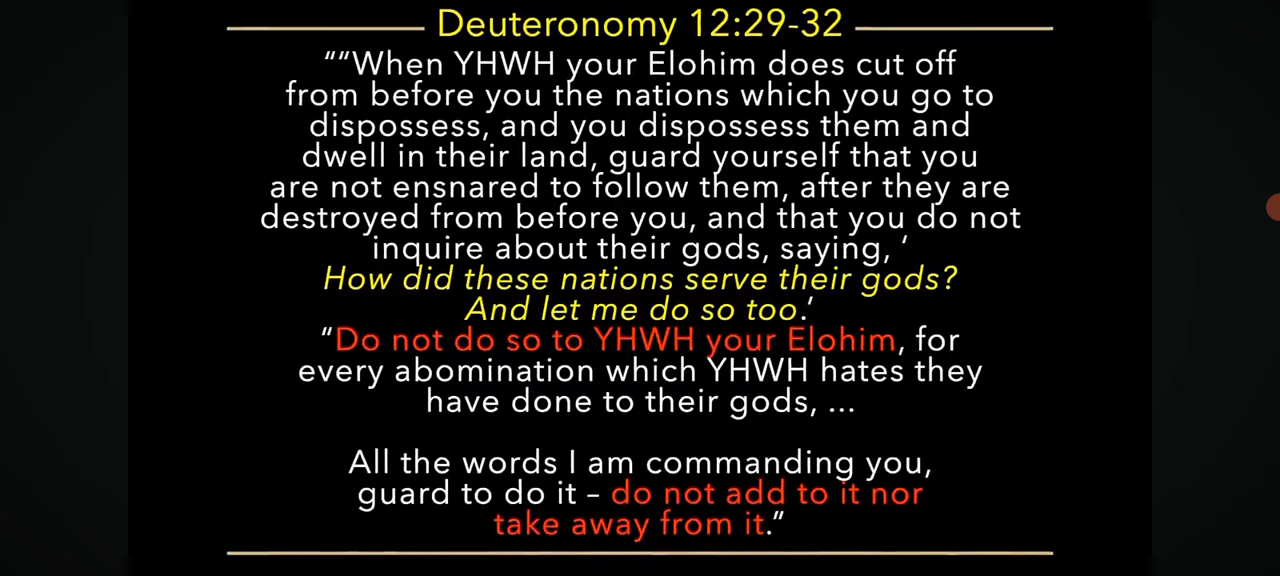 Deuteronomy 12:29-32
““When YHWH your Elohim does cut off
from before you the nations which you go to
dispossess, and you dispossess them and
dwell in their land, guard yourself that you
are not ensnared to follow them, after they are
destroyed from before you, and that you do not
inquire about their gods, saying, ‘
How did these nations serve their gods?
And let me do so too.’
“Do not do so to YHWH your Elohim, for
every abomination which YHWH hates they
have done to their gods, ...
All the words I am commanding you,
guard to do it – do not add to it nor
take away from it.”